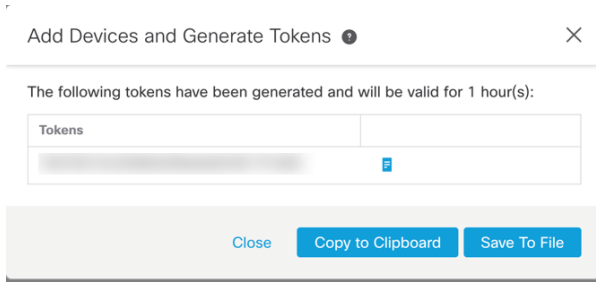 Add Devices and Generate Tokens ?
The following tokens have been generated and will be valid for 1 hour(s):
Tokens
Close Copy to Clipboard Save To File